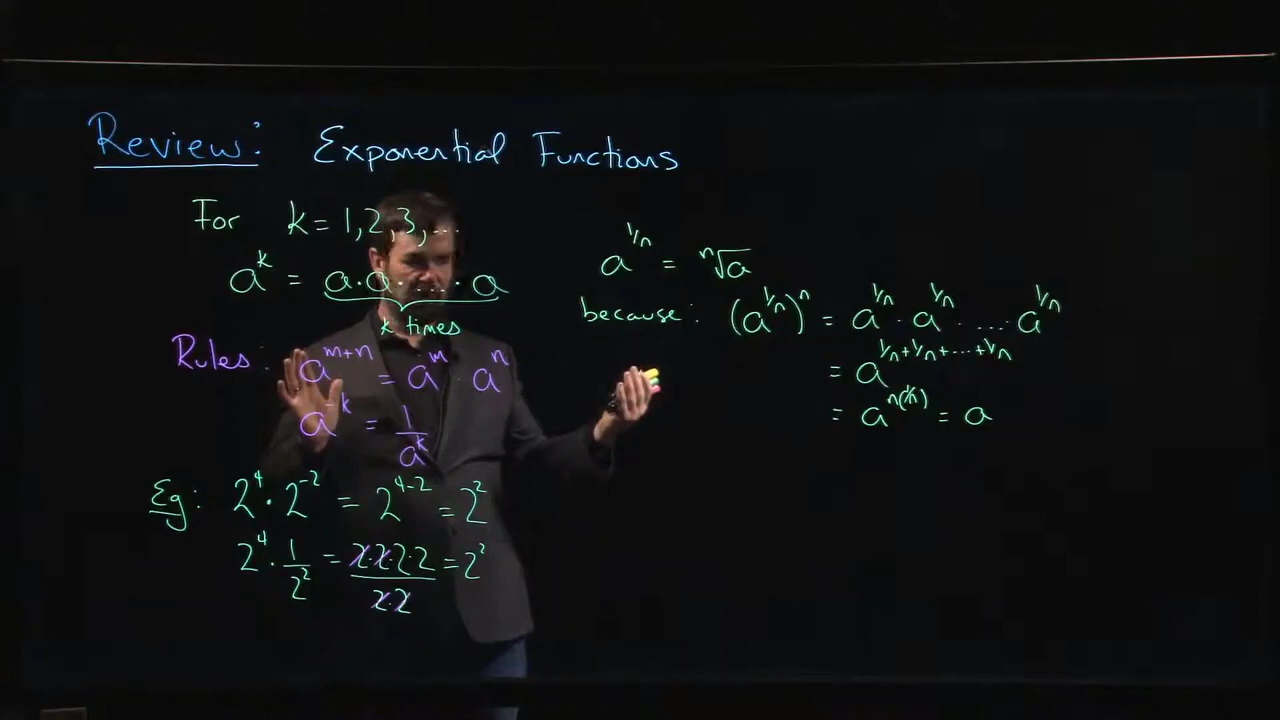 Review: Exponential Functions
For k = 1, 2, 3, ...
a^k = a · a · ... · a
k times
Rules: a^{m+n} = a^m · a^n
a^{-k} = 1/a^k
Eg: 2^4 · 2^{-2} = 2^{4-2} = 2^2
2^4 · 1/2^2 = 2·2·2·2/2·2 = 2^2
a^{1/n} = ⁿ√a
because: (a^{1/n})^n = a^{1/n} · a^{1/n} · .... a^{1/n}
= a^{1/n + 1/n + ... + 1/n}
= a^{n(1/n)} = a